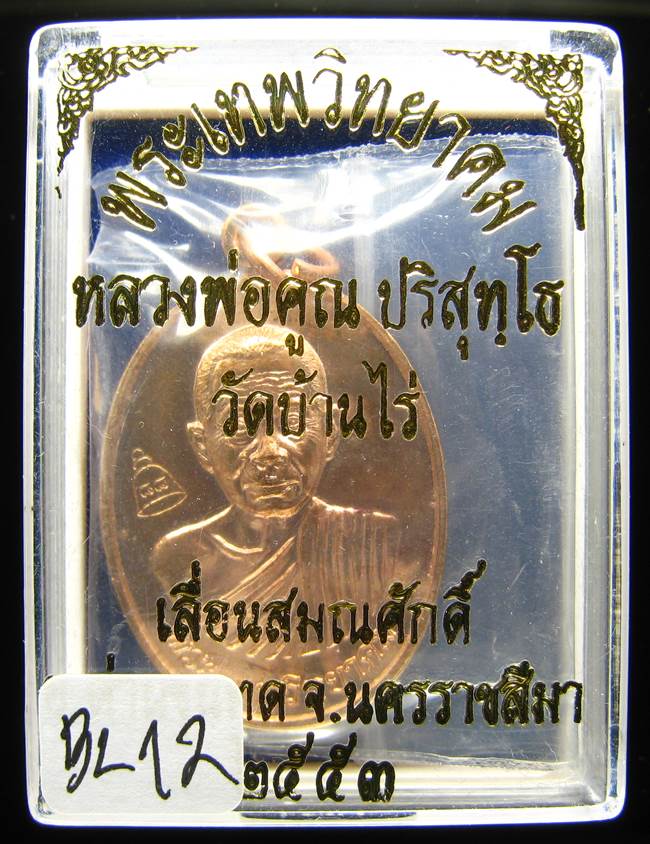 พระเทพวิทยาคม
หลวงพ่อคูณ ปริสุทฺโธ
วัดบ้านไร่
เลื่อนสมณศักดิ์
จ.นครราชสีมา
๒๕๕๓
BL12